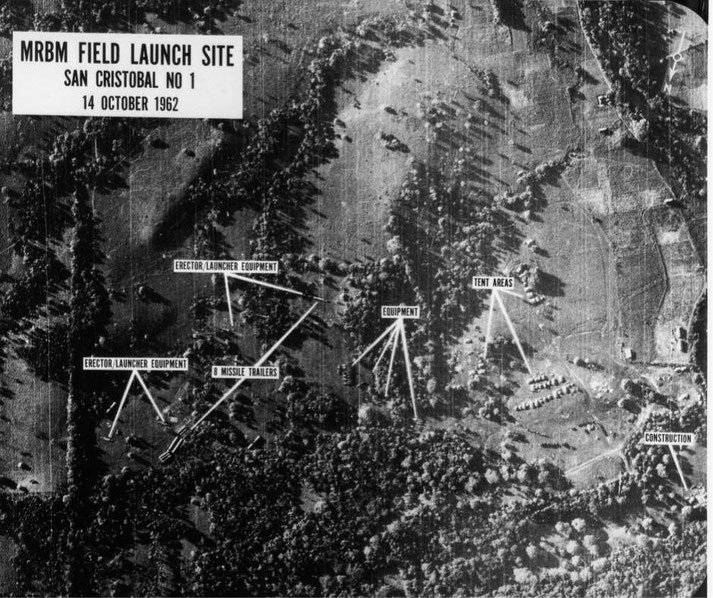 MRBM FIELD LAUNCH SITE
SAN CRISTOBAL NO 1
14 OCTOBER 1962
ERECTOR/LAUNCHER EQUIPMENT
TENT AREAS
EQUIPMENT
ERECTOR/LAUNCHER EQUIPMENT
8 MISSILE TRAILERS
CONSTRUCTION